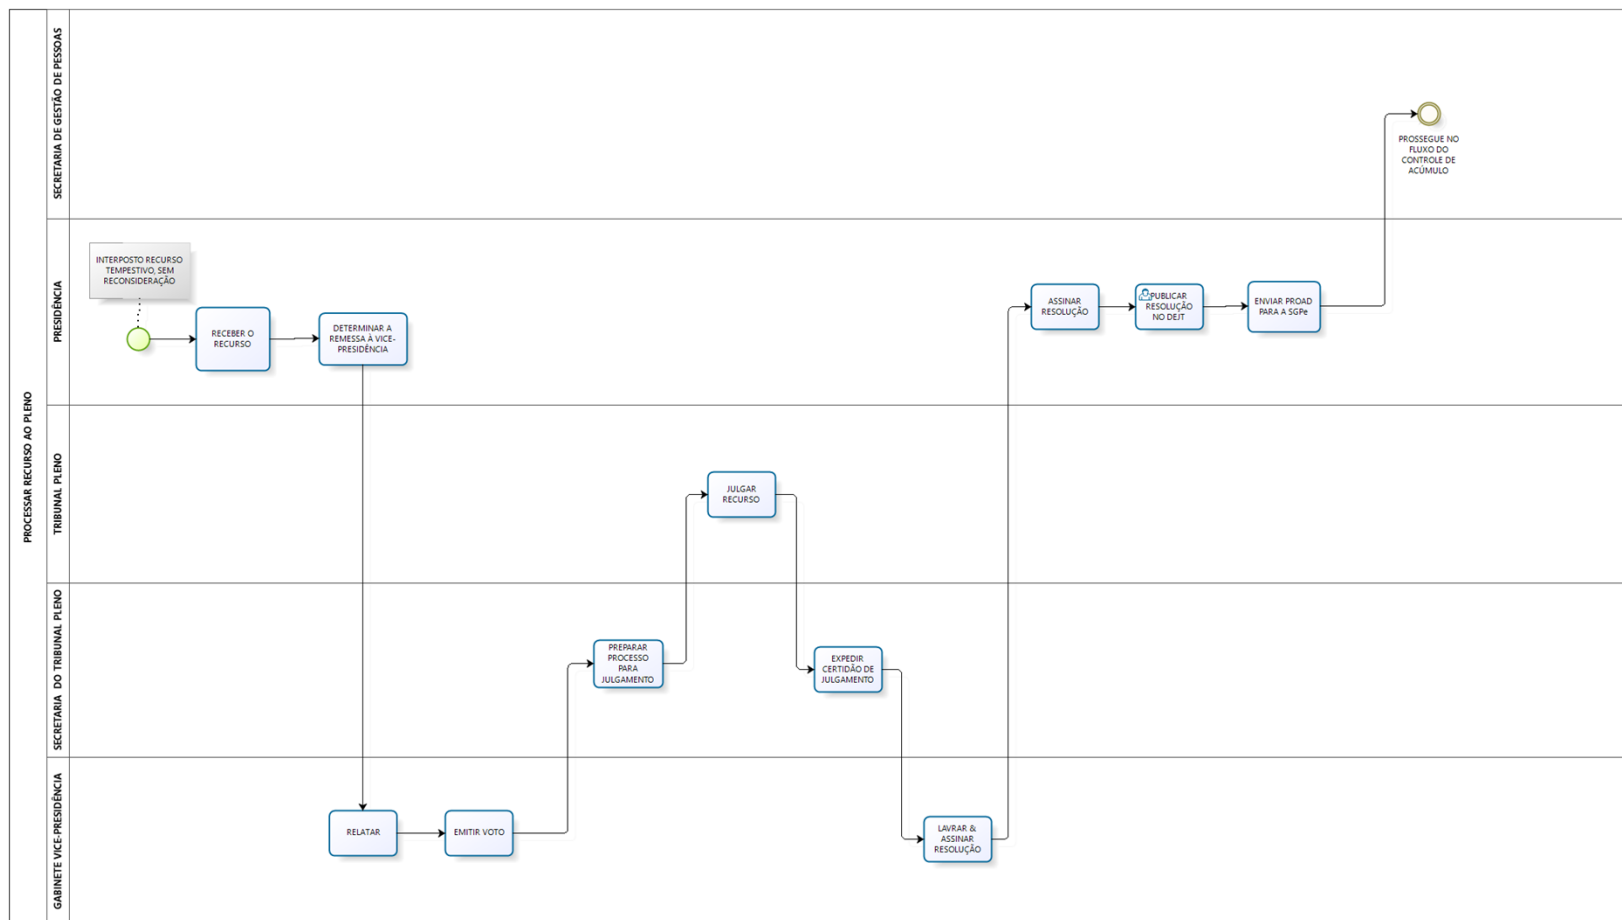 PROCESSAR RECURSO AO PLENO
SECRETARIA DE GESTÃO DE PESSOAS
PROSSEGUE NO
FLUXO DO
CONTROLE DE
ACÚMULO
PRESIDÊNCIA
INTERPOSTO RECURSO
TEMPESTIVO, SEM
RECONSIDERAÇÃO
RECEBER O
RECURSO
DETERMINAR A
REMESSA À VICE-
PRESIDÊNCIA
ASSINAR
RESOLUÇÃO
PUBLICAR
RESOLUÇÃO
NO DEJT
ENVIAR PROAD
PARA A SGPe
TRIBUNAL PLENO
JULGAR
RECURSO
SECRETARIA DO TRIBUNAL PLENO
PREPARAR
PROCESSO
PARA
JULGAMENTO
EXPEDIR
CERTIDÃO DE
JULGAMENTO
GABINETE VICE-PRESIDÊNCIA
RELATAR
EMITIR VOTO
LAVRAR &
ASSINAR
RESOLUÇÃO